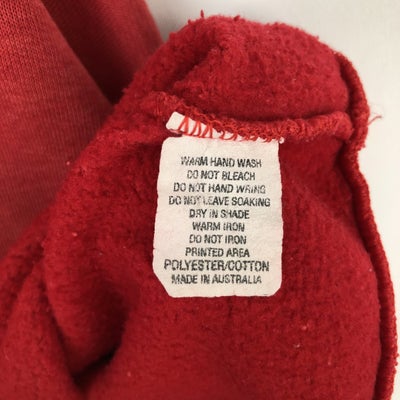 WARM HAND WASH
DO NOT BLEACH
DO NOT HAND WRING
DO NOT LEAVE SOAKING
DRY IN SHADE
WARM IRON
DO NOT IRON
PRINTED AREA
POLYESTER/COTTON
MADE IN AUSTRALIA